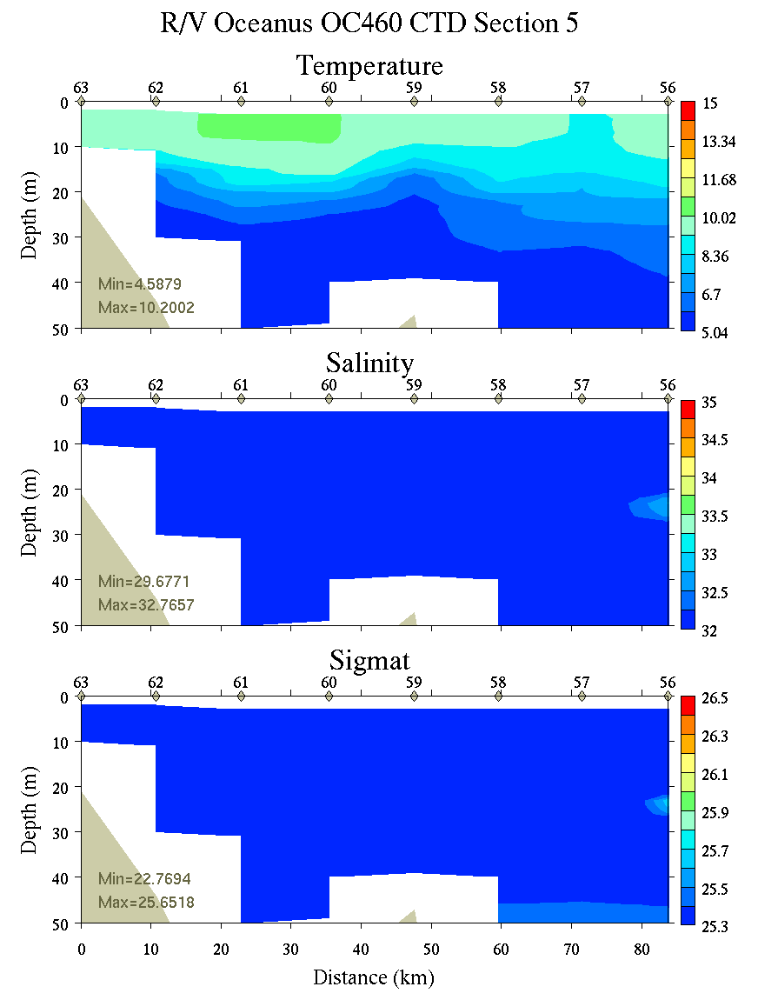 R/V Oceanus OC460 CTD Section 5
Temperature
63 62 61 60 59 58 57 56
0
10
20
30
40
50
Depth (m)
Min=4.5879
Max=10.2002
15
13.34
11.68
10.02
8.36
6.7
5.04
Salinity
63 62 61 60 59 58 57 56
0
10
20
30
40
50
Depth (m)
Min=29.6771
Max=32.7657
35
34.5
34
33.5
33
32.5
32
Sigmat
63 62 61 60 59 58 57 56
0
10
20
30
40
50
Depth (m)
Min=22.7694
Max=25.6518
26.5
26.3
26.1
25.9
25.7
25.5
25.3
0 10 20 30 40 50 60 70 80
Distance (km)